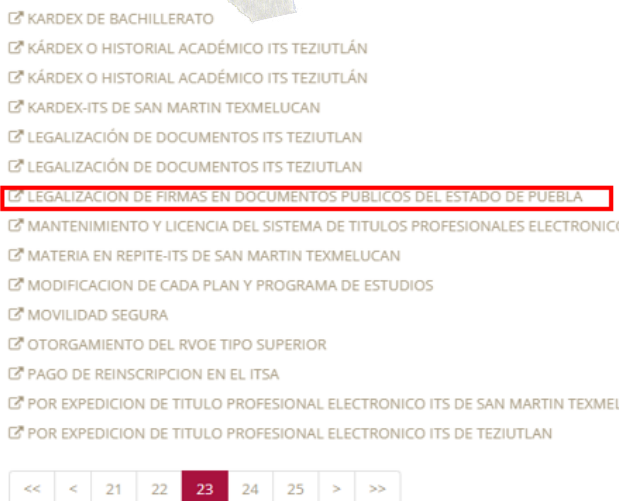 KARDEX DE BACHILLERATO
KÁRDEX O HISTORIAL ACADÉMICO ITS TEZIUTLÁN
KÁRDEX O HISTORIAL ACADÉMICO ITS TEZIUTLÁN
KARDEX-ITS DE SAN MARTIN TEXMELUCAN
LEGALIZACIÓN DE DOCUMENTOS ITS TEZIUTLAN
LEGALIZACIÓN DE DOCUMENTOS ITS TEZIUTLAN
LEGALIZACION DE FIRMAS EN DOCUMENTOS PUBLICOS DEL ESTADO DE PUEBLA
MANTENIMIENTO Y LICENCIA DEL SISTEMA DE TITULOS PROFESIONALES ELECTRONICO
MATERIA EN REPITE-ITS DE SAN MARTIN TEXMELUCAN
MODIFICACION DE CADA PLAN Y PROGRAMA DE ESTUDIOS
MOVILIDAD SEGURA
OTORGAMIENTO DEL RVOE TIPO SUPERIOR
PAGO DE REINSCRIPCION EN EL ITSA
POR EXPEDICION DE TITULO PROFESIONAL ELECTRONICO ITS DE SAN MARTIN TEXMEL
POR EXPEDICION DE TITULO PROFESIONAL ELECTRONICO ITS DE TEZIUTLAN
<< < 21 22 23 24 25 > >>